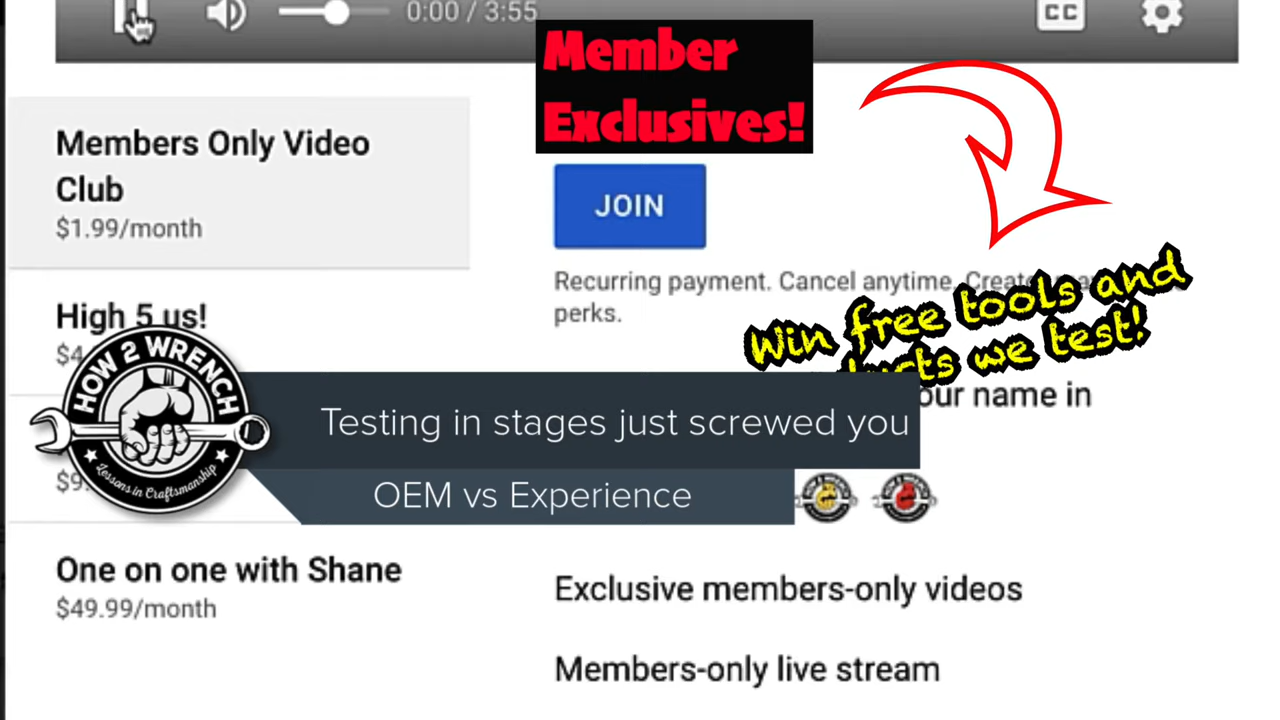 0:00 / 3:55
CC
Member
Exclusives!
Members Only Video
Club
$1.99/month
JOIN
Recurring payment. Cancel anytime.
perks.
Win free tools and
we test!
High 5 us!
$4
HOW 2 WRENCH
Lessons in Craftsmanship
our name in
Testing in stages just screwed you
OEM vs Experience
$9
One on one with Shane
$49.99/month
Exclusive members-only videos
Members-only live stream